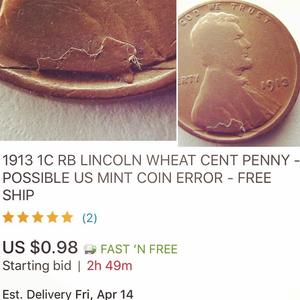 GOD WE TRUST
RTY
1913
1913 1C RB LINCOLN WHEAT CENT PENNY -
POSSIBLE US MINT COIN ERROR - FREE
SHIP
(2)
US $0.98 FAST 'N FREE
Starting bid | 2h 49m
Est. Delivery Fri, Apr 14